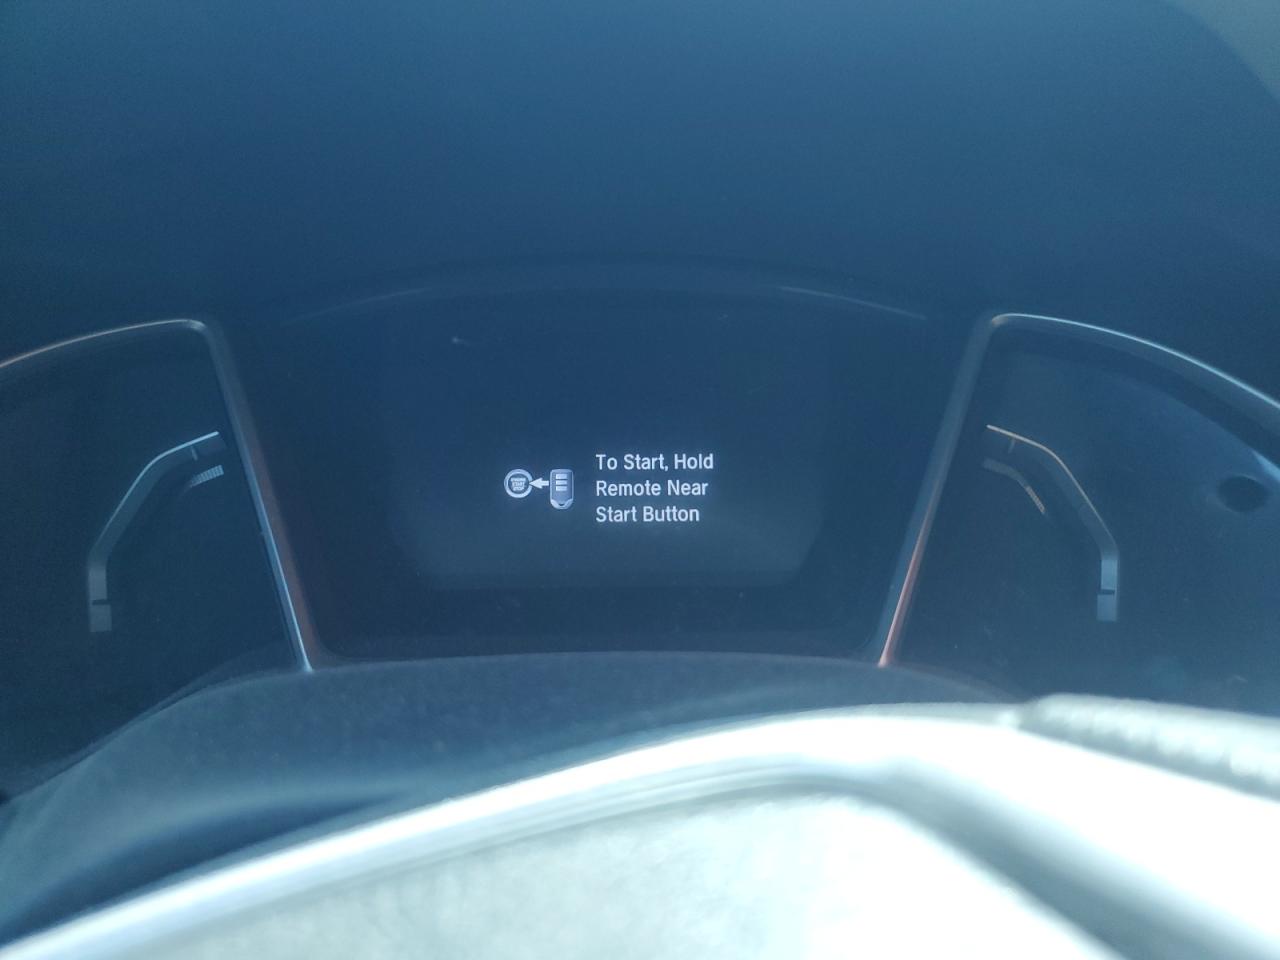 To Start, Hold
Remote Near
Start Button